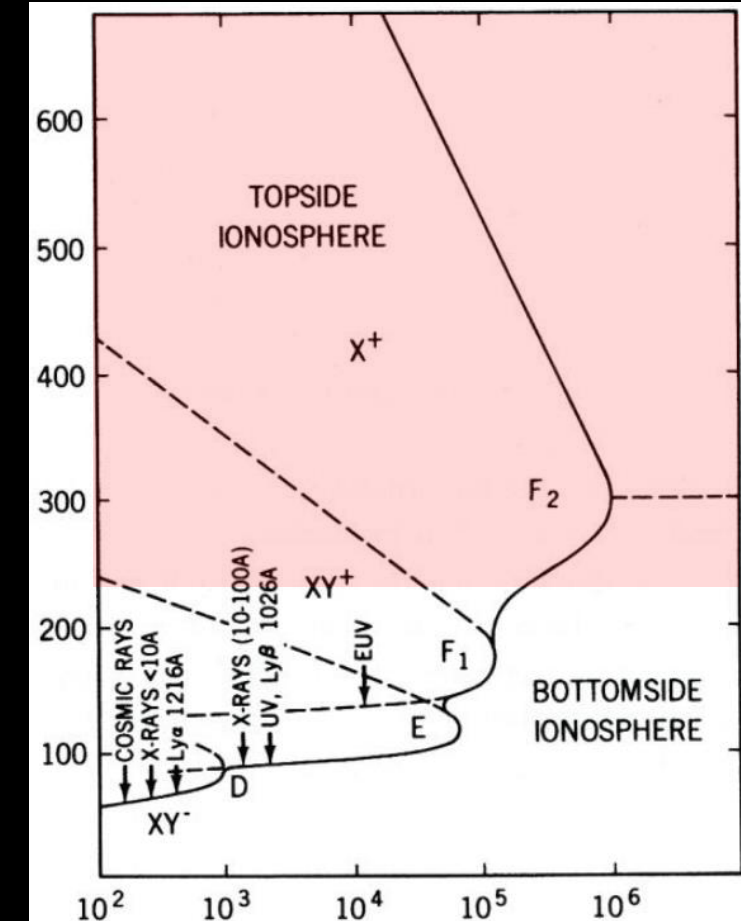 600
500
400
300
200
100
TOPSIDE
IONOSPHERE
X⁺
F₂
XY⁺
COSMIC RAYS
X-RAYS <10A
Lyα 1216A
X-RAYS (10-100A)
UV, Lyβ 1026A
EUV
F₁
E
D
XY⁻
BOTTOMSIDE
IONOSPHERE
10² 10³ 10⁴ 10⁵ 10⁶